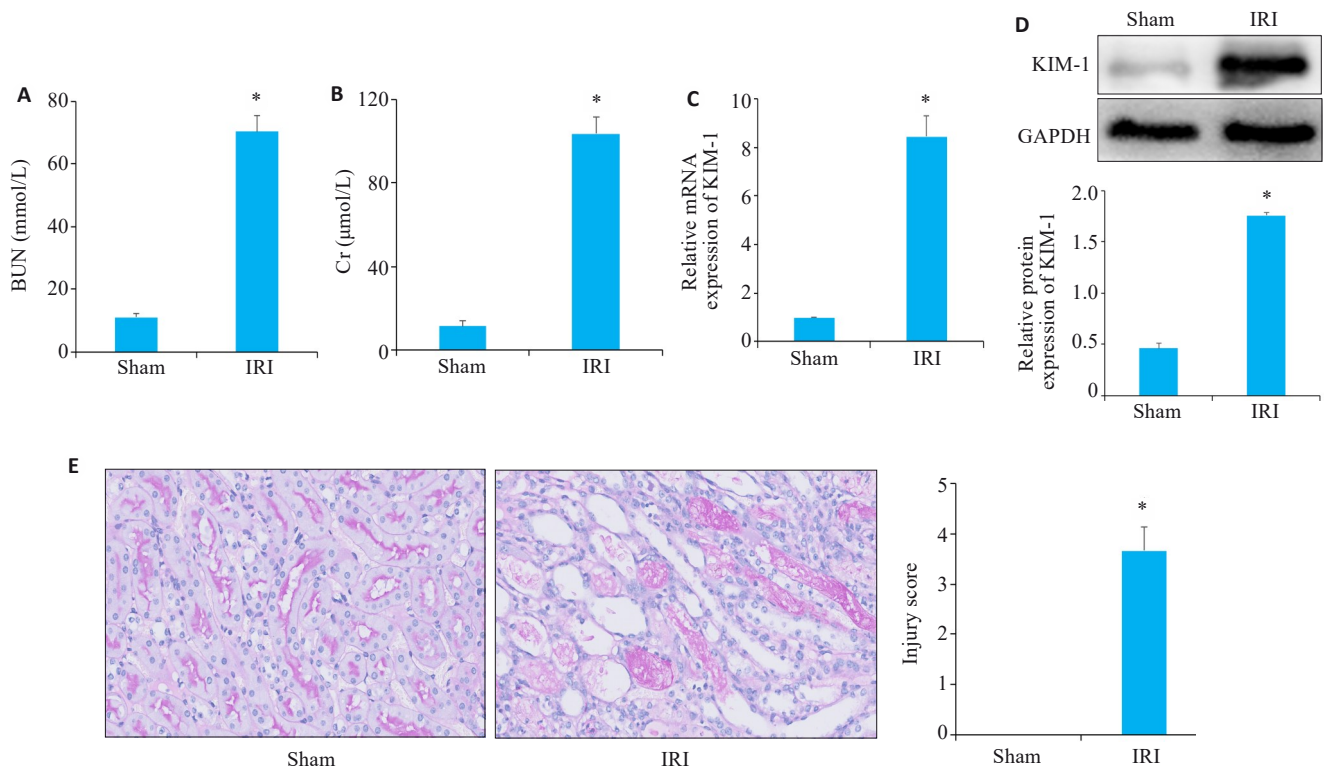 A
BUN (mmol/L)
80
60
40
20
0
*
Sham IRI
B
Cr (μmol/L)
120
80
40
0
*
Sham IRI
C
Relative mRNA
expression of KIM-1
10
8
6
4
2
0
*
Sham IRI
D
Sham IRI
KIM-1
GAPDH
Relative protein
expression of KIM-1
2.0
1.5
1.0
0.5
0
*
Sham IRI
E
Sham
IRI
Injury score
5
4
3
2
1
0
*
Sham IRI